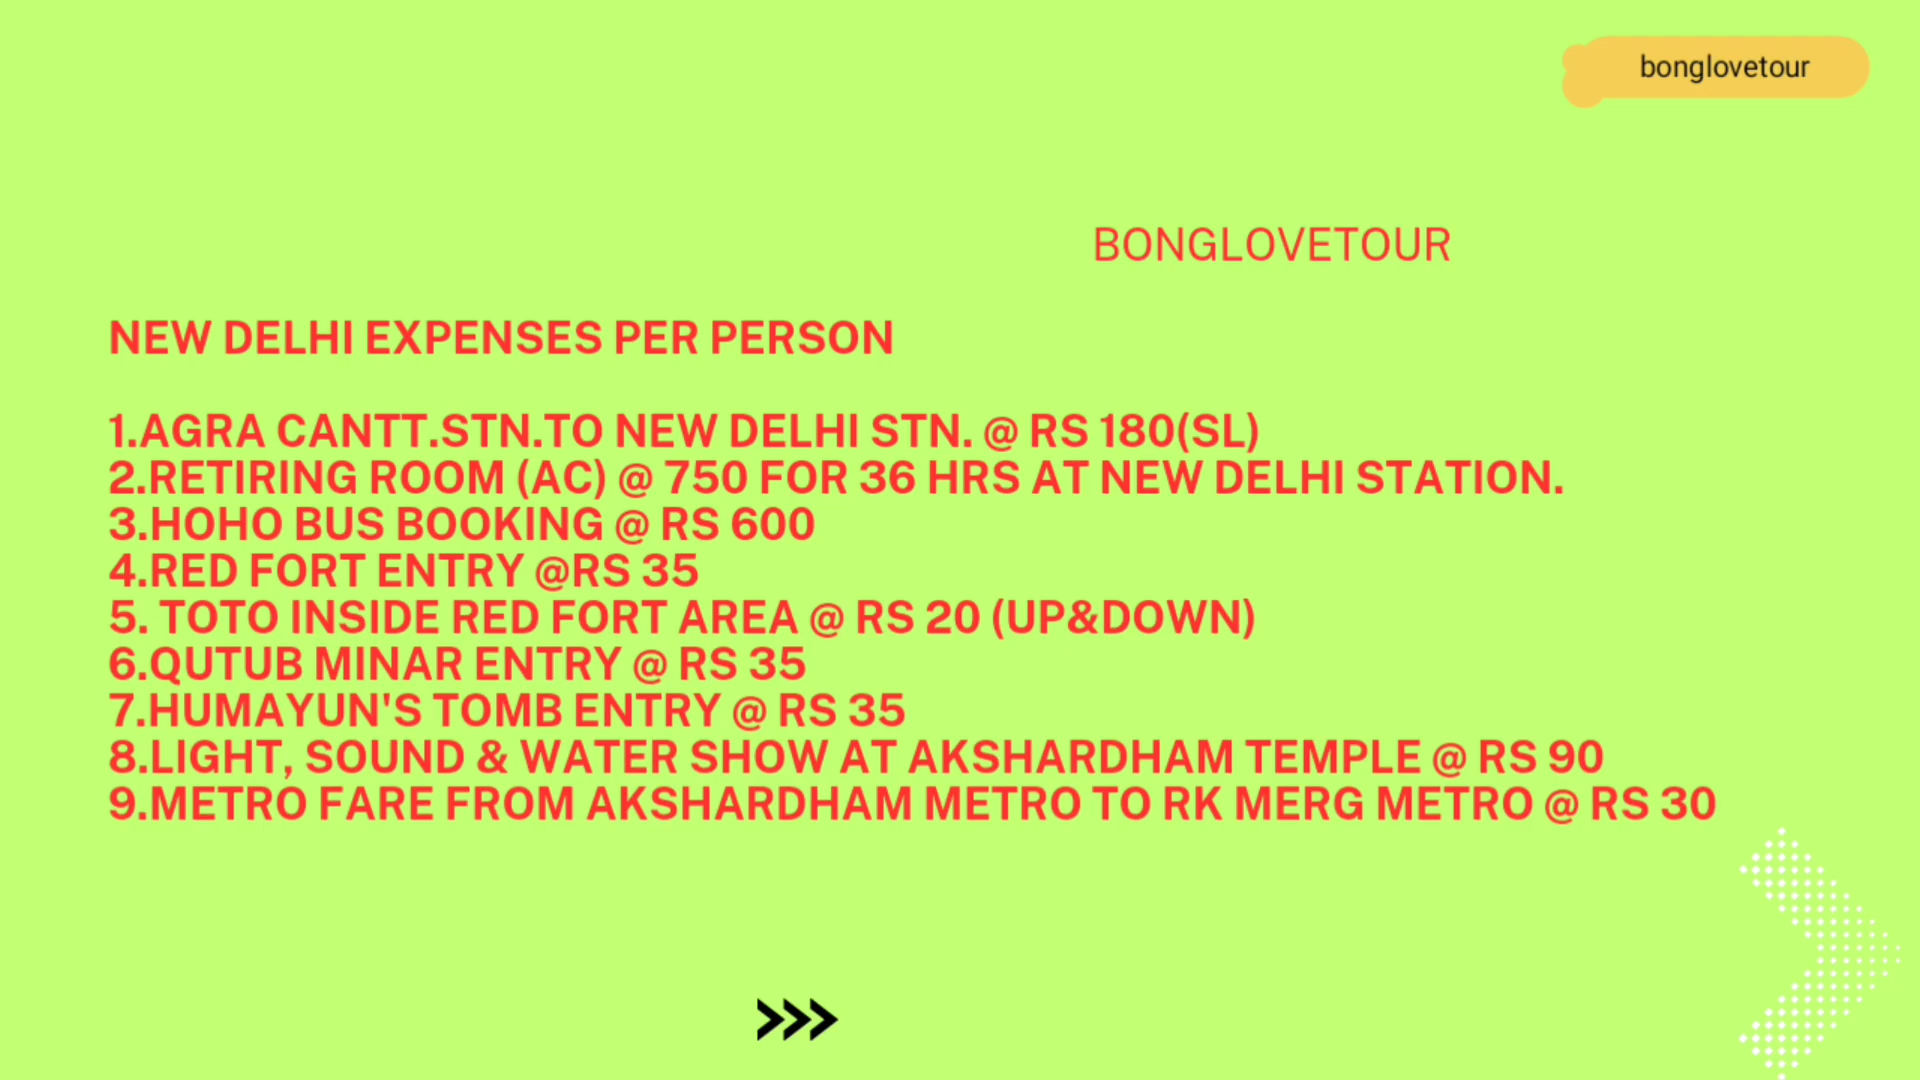 bonglovetour
BONGLOVETOUR
NEW DELHI EXPENSES PER PERSON
1.AGRA CANTT.STN.TO NEW DELHI STN. @ RS 180(SL)
2.RETIRING ROOM (AC) @ 750 FOR 36 HRS AT NEW DELHI STATION.
3.HOHO BUS BOOKING @ RS 600
4.RED FORT ENTRY @RS 35
5. TOTO INSIDE RED FORT AREA @ RS 20 (UP&DOWN)
6.QUTUB MINAR ENTRY @ RS 35
7.HUMAYUN'S TOMB ENTRY @ RS 35
8.LIGHT, SOUND & WATER SHOW AT AKSHARDHAM TEMPLE @ RS 90
9.METRO FARE FROM AKSHARDHAM METRO TO RK MERG METRO @ RS 30